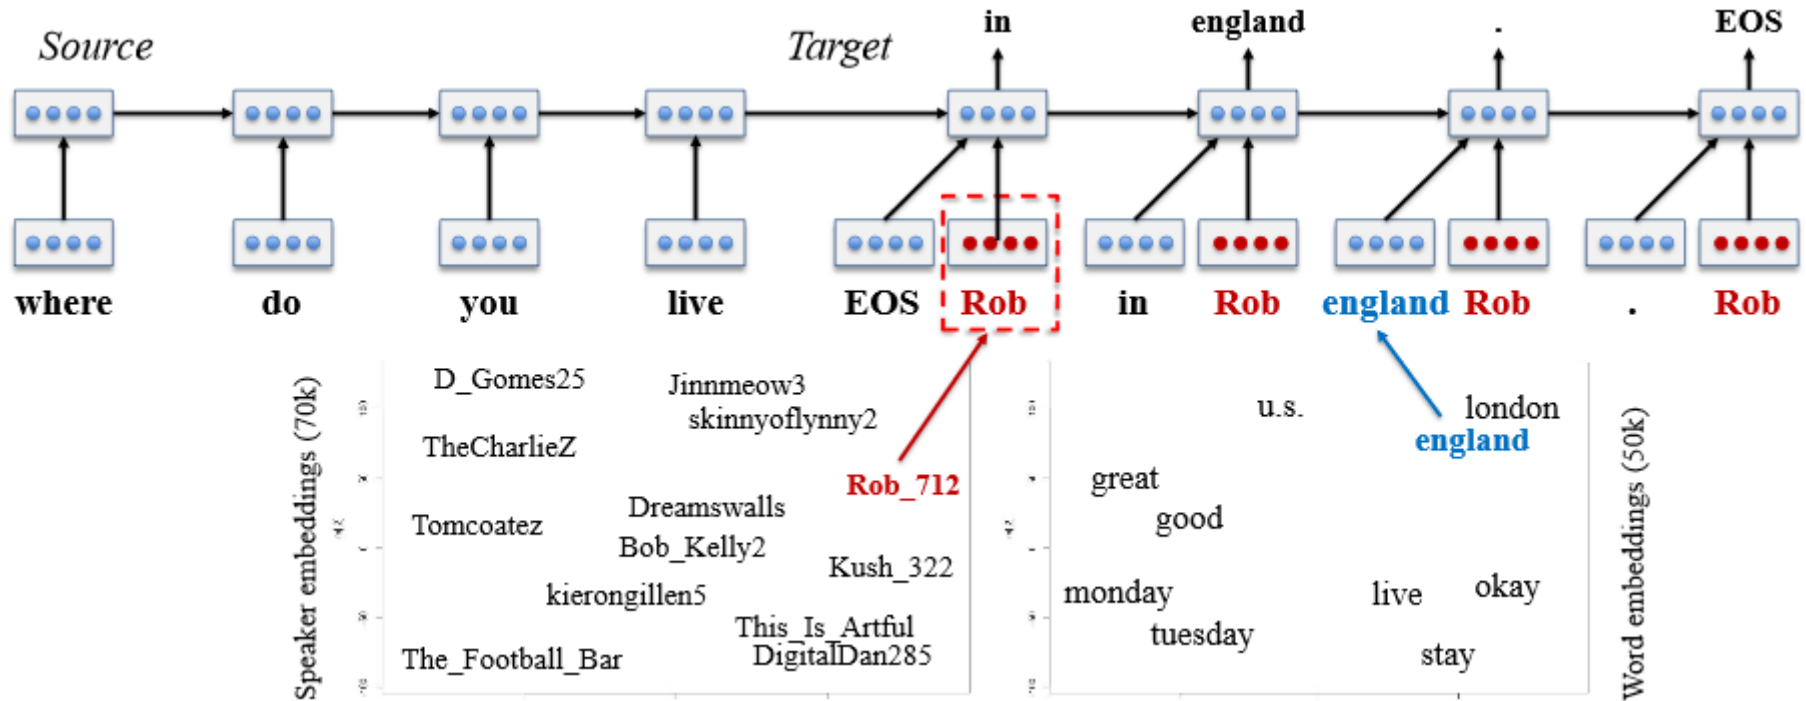 in england . EOS
Source Target
where do you live EOS Rob in Rob england Rob . Rob
Speaker embeddings (70k)
D_Gomes25
Jinnmeow3
skinnyoflynny2
TheCharlieZ
Rob_712
Dreamswalls
Tomcoatez
Bob_Kelly2
Kush_322
kierongillen5
This_Is_Artful
DigitalDan285
The_Football_Bar
u.s.
london
england
great
good
monday
live
okay
tuesday
stay
Word embeddings (50k)